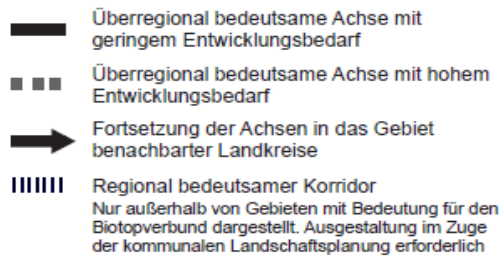 Überregional bedeutsame Achse mit
geringem Entwicklungsbedarf
Überregional bedeutsame Achse mit hohem
Entwicklungsbedarf
Fortsetzung der Achsen in das Gebiet
benachbarter Landkreise
Regional bedeutsamer Korridor
Nur außerhalb von Gebieten mit Bedeutung für den
Biotopverbund dargestellt. Ausgestaltung im Zuge
der kommunalen Landschaftsplanung erforderlich